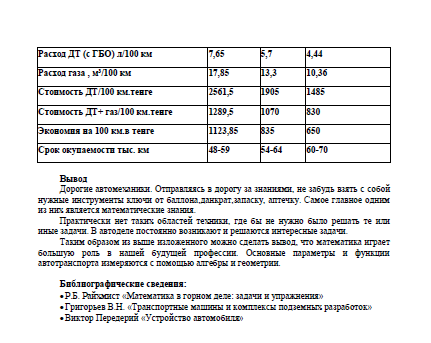 Расход ДТ (с ГБО) л/100 км 7,65 5,7 4,44
Расход газа , м³/100 км 17,85 13,3 10,36
Стоимость ДТ/100 км.тенге 2561,5 1905 1485
Стоимость ДТ+ газ/100 км.тенге 1289,5 1070 830
Экономия на 100 км.в тенге 1123,85 835 650
Срок окупаемости тыс. км 48-59 54-64 60-70
Вывод
Дорогие автомеханики. Отправляясь в дорогу за знаниями, не забудь взять с собой
нужные инструменты ключи от баллона,данкрат,запаску, аптечку. Самое главное одним
из них является математические знания.
Практически нет таких областей техники, где бы не нужно было решать те или
иные задачи. В автоделе постоянно возникают и решаются интересные задачи.
Таким образом из выше изложенного можно сделать вывод, что математика играет
большую роль в нашей будущей профессии. Основные параметры и функции
автотранспорта измеряются с помощью алгебры и геометрии.
Библиографические сведения:
•Р.Б. Райхмист «Математика в горном деле: задачи и упражнения»
•Григорьев В.Н. «Транспортные машины и комплексы подземных разработок»
•Виктор Передерий «Устройство автомобиля»